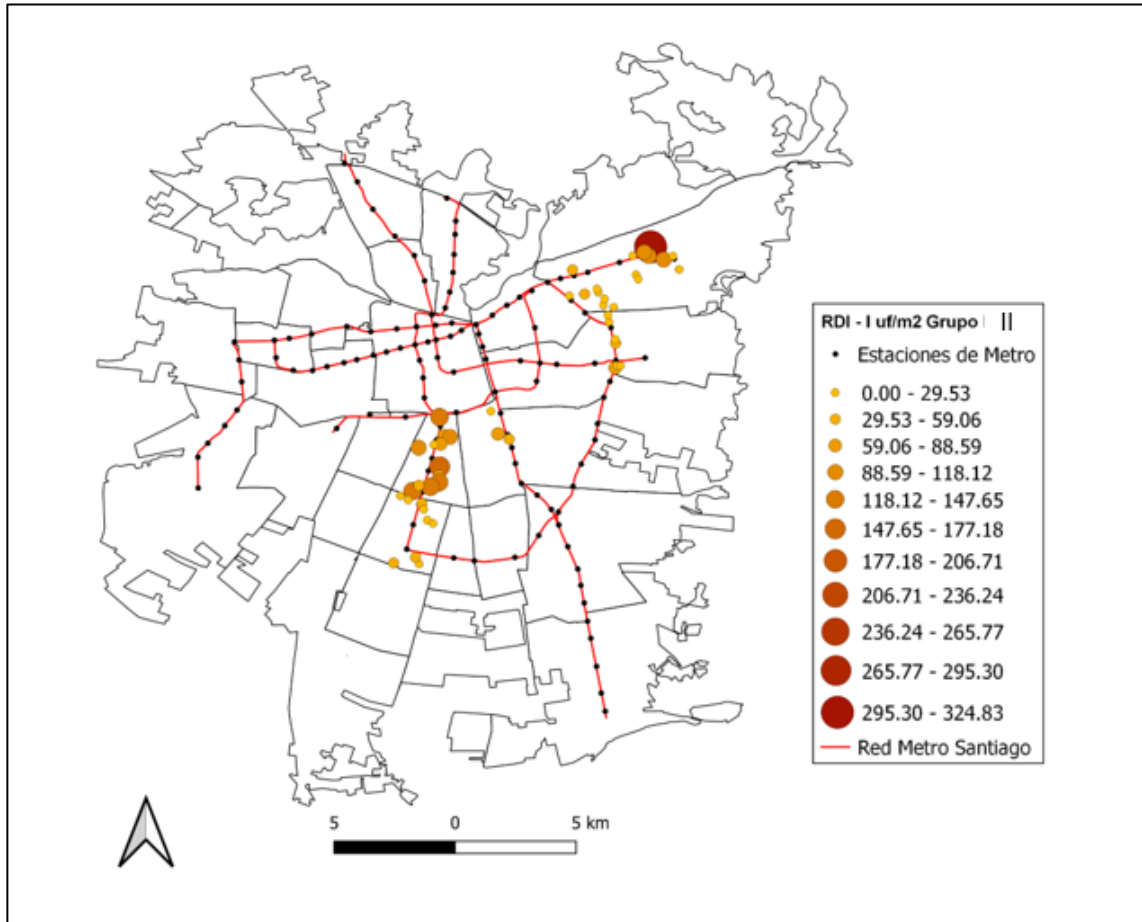 RDI - I uf/m2 Grupo I II
Estaciones de Metro
0.00 - 29.53
29.53 - 59.06
59.06 - 88.59
88.59 - 118.12
118.12 - 147.65
147.65 - 177.18
177.18 - 206.71
206.71 - 236.24
236.24 - 265.77
265.77 - 295.30
295.30 - 324.83
Red Metro Santiago
5 0 5 km